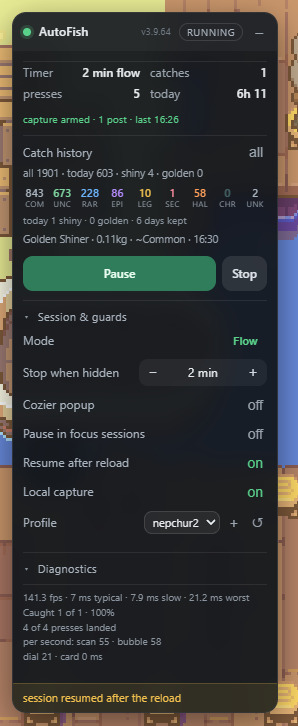 AutoFish v3.9.64 RUNNING –
Timer 2 min flow catches 1
presses 5 today 6h 11
capture armed · 1 post · last 16:26
Catch history all
all 1901 · today 603 · shiny 4 · golden 0
843 673 228 86 10 1 58 0 2
COM UNC RAR EPI LEG SEC HAL CHR UNK
today 1 shiny · 0 golden · 6 days kept
Golden Shiner · 0.11kg · ~Common · 16:30
Pause Stop
Session & guards
Mode Flow
Stop when hidden − 2 min +
Cozier popup off
Pause in focus sessions off
Resume after reload on
Local capture on
Profile nepchur2 + ↺
Diagnostics
141.3 fps · 7 ms typical · 7.9 ms slow · 21.2 ms worst
Caught 1 of 1 · 100%
4 of 4 presses landed
per second: scan 55 · bubble 58
dial 21 · card 0 ms
session resumed after the reload